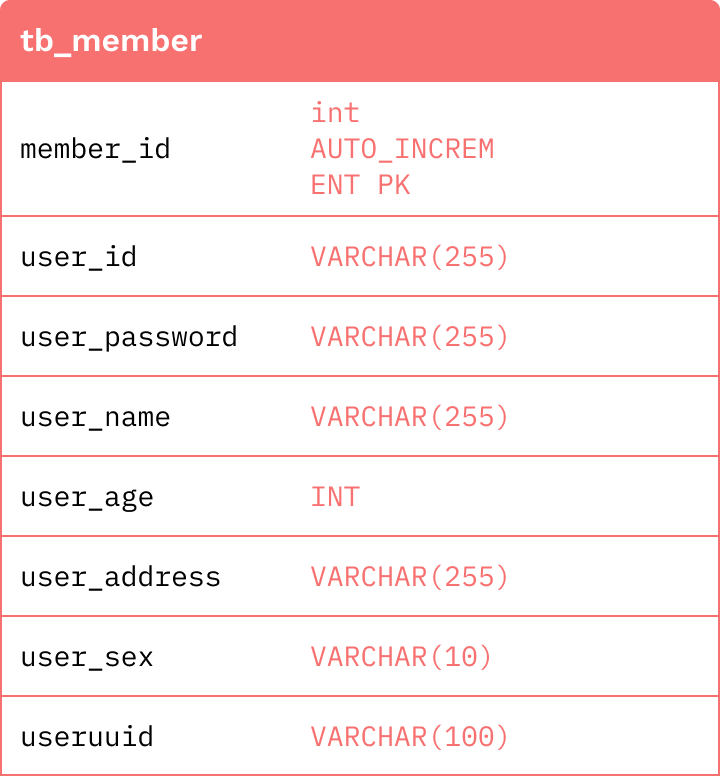 tb_member
member_id
int
AUTO_INCREM
ENT PK
user_id VARCHAR(255)
user_password VARCHAR(255)
user_name VARCHAR(255)
user_age INT
user_address VARCHAR(255)
user_sex VARCHAR(10)
useruuid VARCHAR(100)